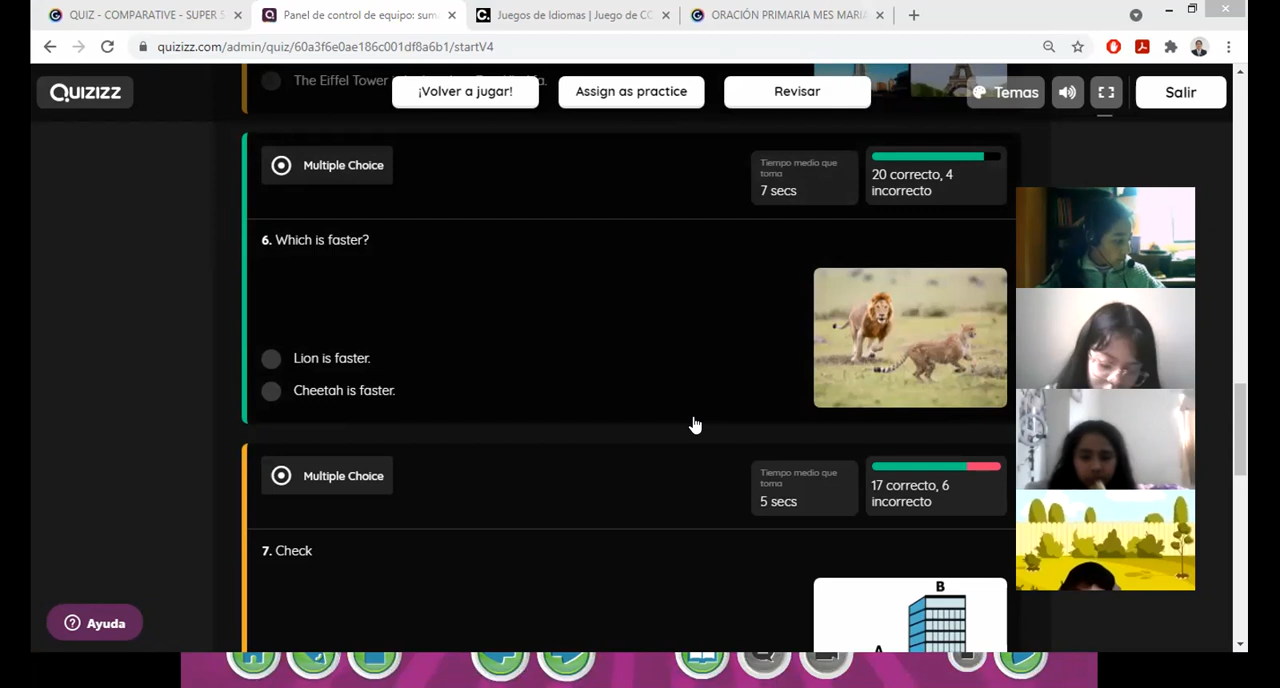 QUIZ - COMPARATIVE - SUPER S
Panel de control de equipo: sum
Juegos de Idiomas | Juego de CO
ORACIÓN PRIMARIA MES MARI
quizizz.com/admin/quiz/60a3f6e0ae186c001df8a6b1/startV4
The Eiffel Tower
QUIZIZZ
¡Volver a jugar!
Assign as practice
Revisar
Temas
Salir
Multiple Choice
Tiempo medio que
toma
7 secs
20 correcto, 4
incorrecto
6. Which is faster?
Lion is faster.
Cheetah is faster.
Multiple Choice
Tiempo medio que
toma
5 secs
17 correcto, 6
incorrecto
7. Check
B
A
Ayuda